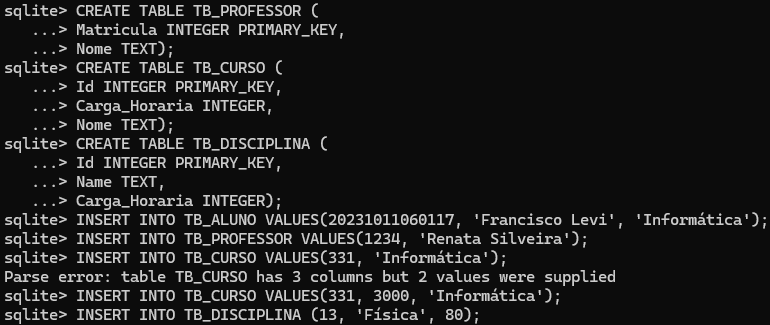 sqlite> CREATE TABLE TB_PROFESSOR (
   ...> Matricula INTEGER PRIMARY_KEY,
   ...> Nome TEXT);
sqlite> CREATE TABLE TB_CURSO (
   ...> Id INTEGER PRIMARY_KEY,
   ...> Carga_Horaria INTEGER,
   ...> Nome TEXT);
sqlite> CREATE TABLE TB_DISCIPLINA (
   ...> Id INTEGER PRIMARY_KEY,
   ...> Name TEXT,
   ...> Carga_Horaria INTEGER);
sqlite> INSERT INTO TB_ALUNO VALUES(20231011060117, 'Francisco Levi', 'Informática');
sqlite> INSERT INTO TB_PROFESSOR VALUES(1234, 'Renata Silveira');
sqlite> INSERT INTO TB_CURSO VALUES(331, 'Informática');
Parse error: table TB_CURSO has 3 columns but 2 values were supplied
sqlite> INSERT INTO TB_CURSO VALUES(331, 3000, 'Informática');
sqlite> INSERT INTO TB_DISCIPLINA (13, 'Física', 80);